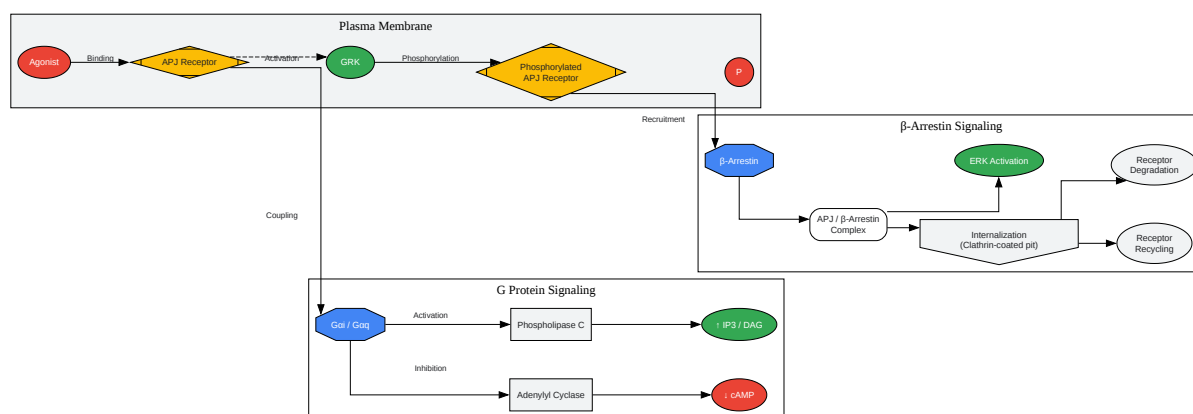 Plasma Membrane
Agonist
Binding
APJ Receptor
Activation
GRK
Phosphorylation
Phosphorylated
APJ Receptor
P
Recruitment
β-Arrestin Signaling
β-Arrestin
ERK Activation
Receptor
Degradation
APJ / β-Arrestin
Complex
Internalization
(Clathrin-coated pit)
Receptor
Recycling
Coupling
G Protein Signaling
Gαi / Gαq
Activation
Phospholipase C
↑ IP3 / DAG
Inhibition
Adenylyl Cyclase
↓ cAMP